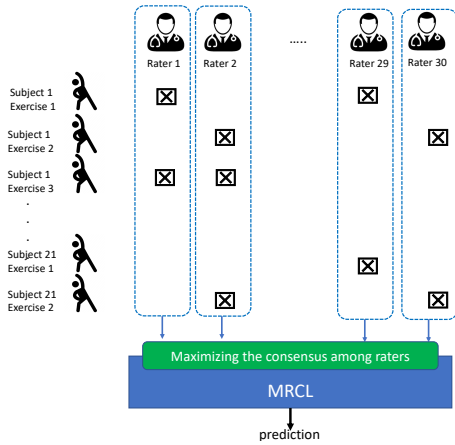 .....
Rater 1
Rater 2
Rater 29
Rater 30
Subject 1
Exercise 1
Subject 1
Exercise 2
Subject 1
Exercise 3
.
.
.
Subject 21
Exercise 1
Subject 21
Exercise 2
Maximizing the consensus among raters
MRCL
prediction